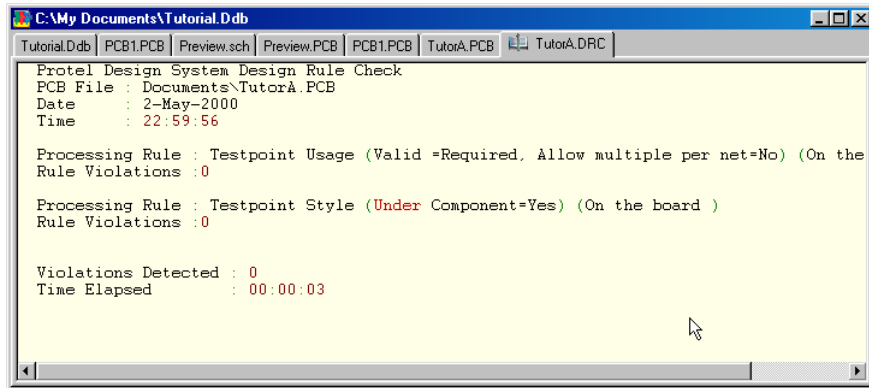 C:\My Documents\Tutorial.Ddb
Tutorial.Ddb PCB1.PCB Preview.sch Preview.PCB PCB1.PCB TutorA.PCB TutorA.DRC
Protel Design System Design Rule Check
PCB File : Documents\TutorA.PCB
Date : 2-May-2000
Time : 22:59:56
Processing Rule : Testpoint Usage (Valid =Required, Allow multiple per net=No) (On the
Rule Violations :0
Processing Rule : Testpoint Style (Under Component=Yes) (On the board )
Rule Violations :0
Violations Detected : 0
Time Elapsed : 00:00:03